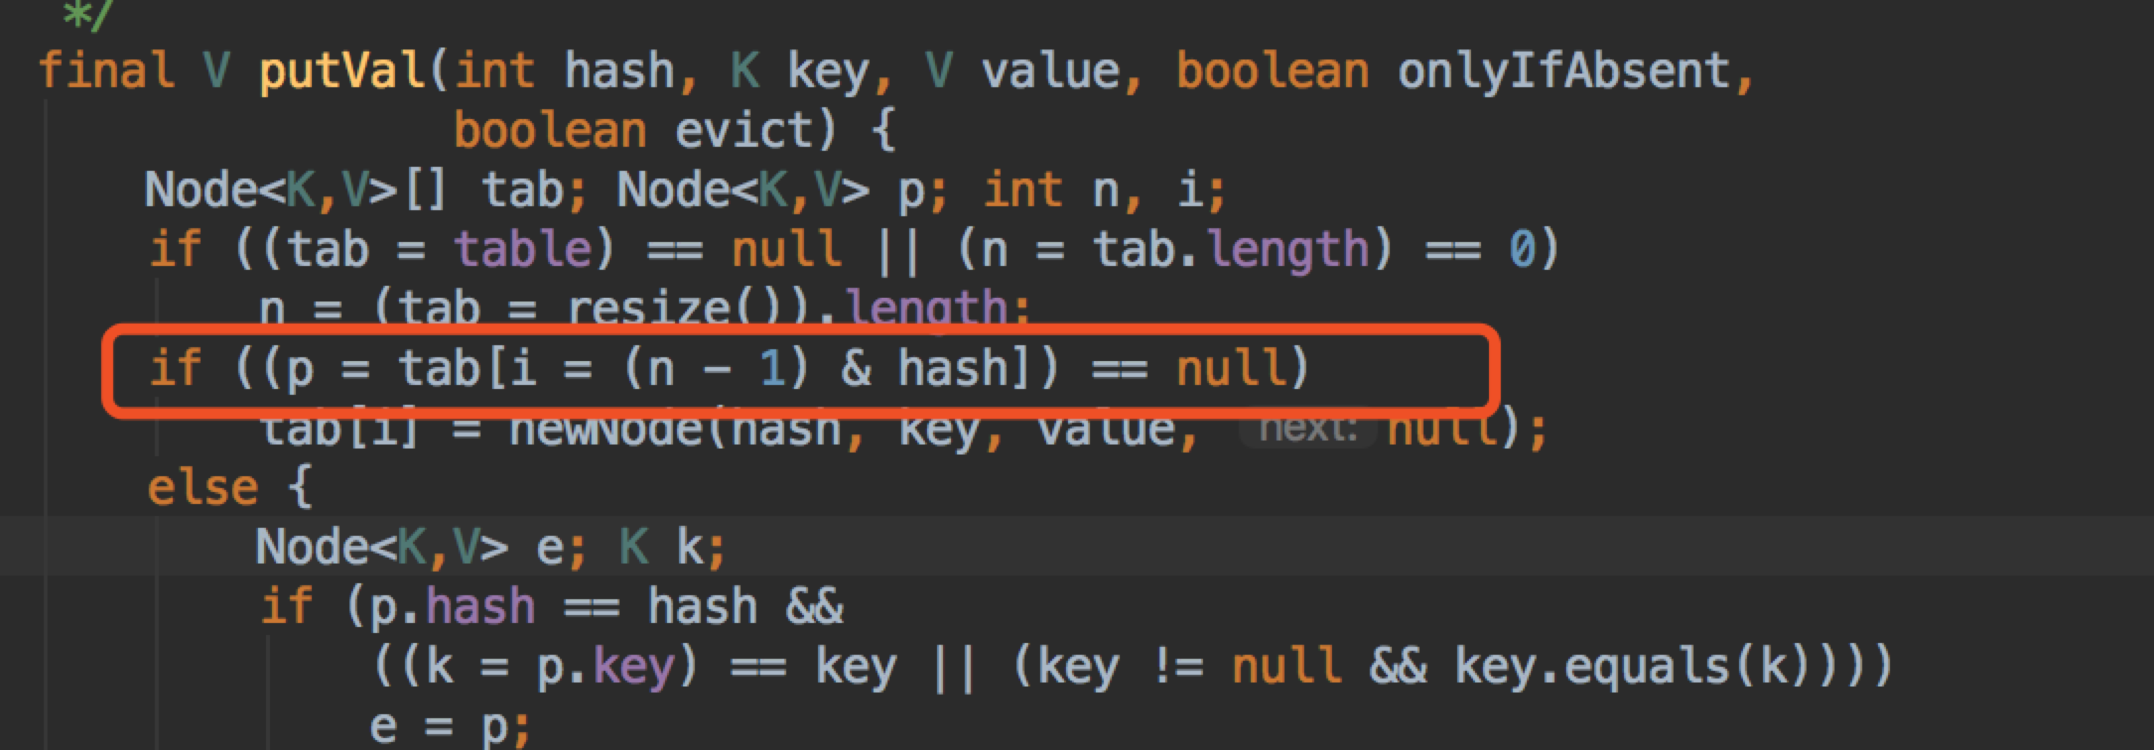 */
final V putVal(int hash, K key, V value, boolean onlyIfAbsent,
boolean evict) {
Node<K,V>[] tab; Node<K,V> p; int n, i;
if ((tab = table) == null || (n = tab.length) == 0)
n = (tab = resize()).length;
if ((p = tab[i = (n - 1) & hash]) == null)
tab[i] = newNode(hash, key, value, next: null);
else {
Node<K,V> e; K k;
if (p.hash == hash &&
((k = p.key) == key || (key != null && key.equals(k))))
e = p;